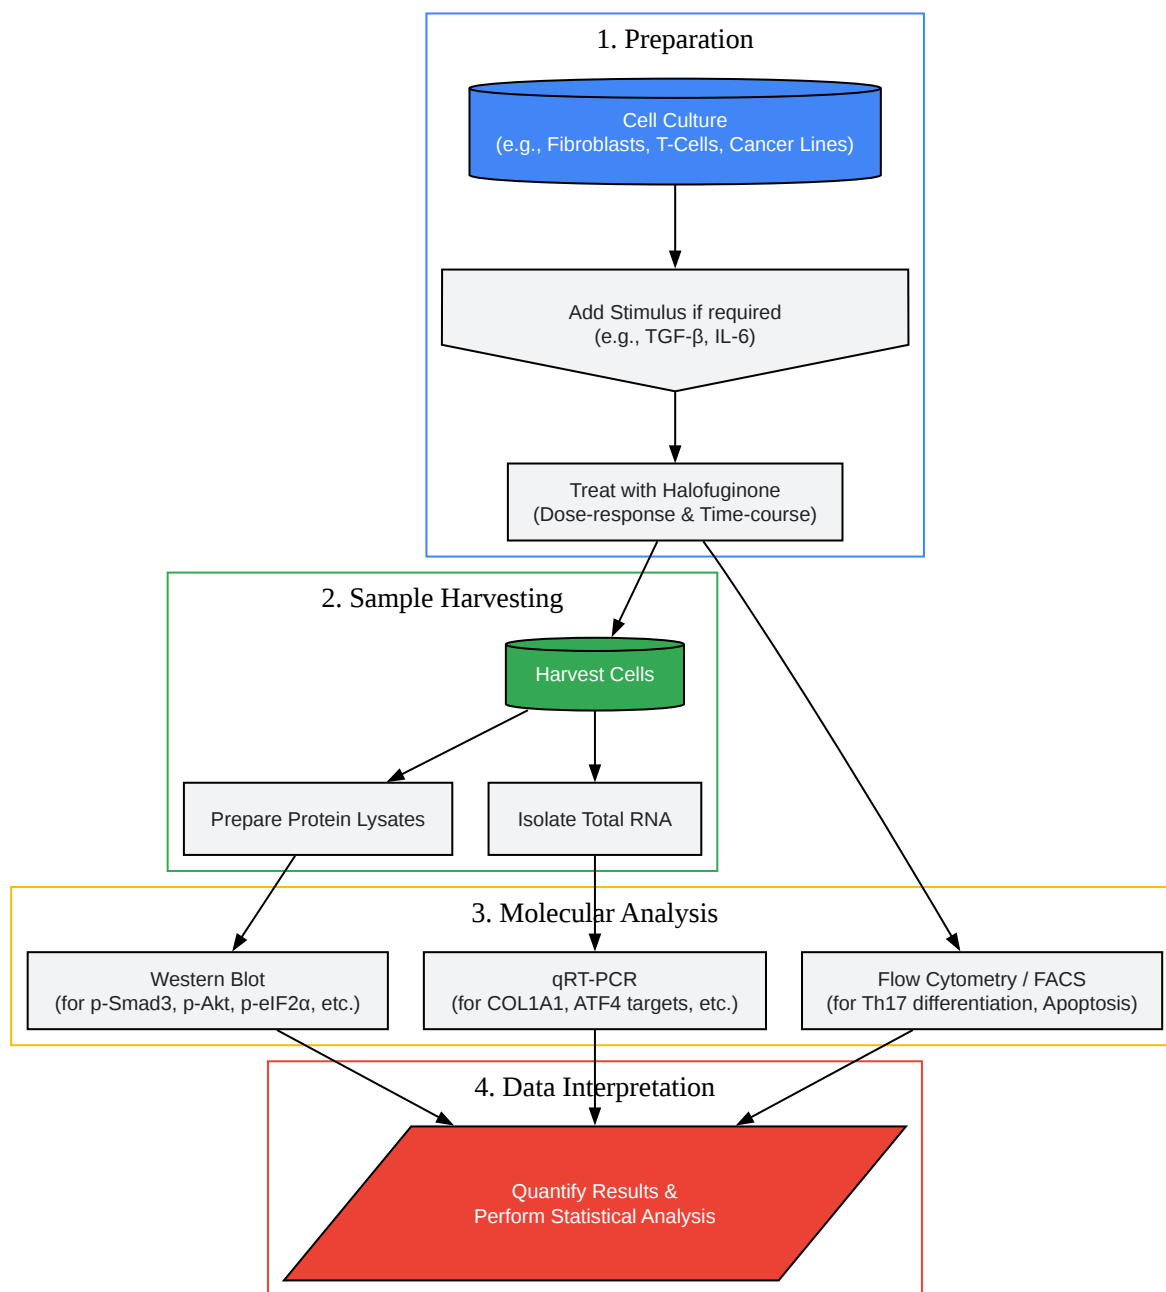 1. Preparation
Cell Culture
(e.g., Fibroblasts, T-Cells, Cancer Lines)
Add Stimulus if required
(e.g., TGF-β, IL-6)
Treat with Halofuginone
(Dose-response & Time-course)
2. Sample Harvesting
Harvest Cells
Prepare Protein Lysates
Isolate Total RNA
3. Molecular Analysis
Western Blot
(for p-Smad3, p-Akt, p-eIF2α, etc.)
qRT-PCR
(for COL1A1, ATF4 targets, etc.)
Flow Cytometry / FACS
(for Th17 differentiation, Apoptosis)
4. Data Interpretation
Quantify Results &
Perform Statistical Analysis